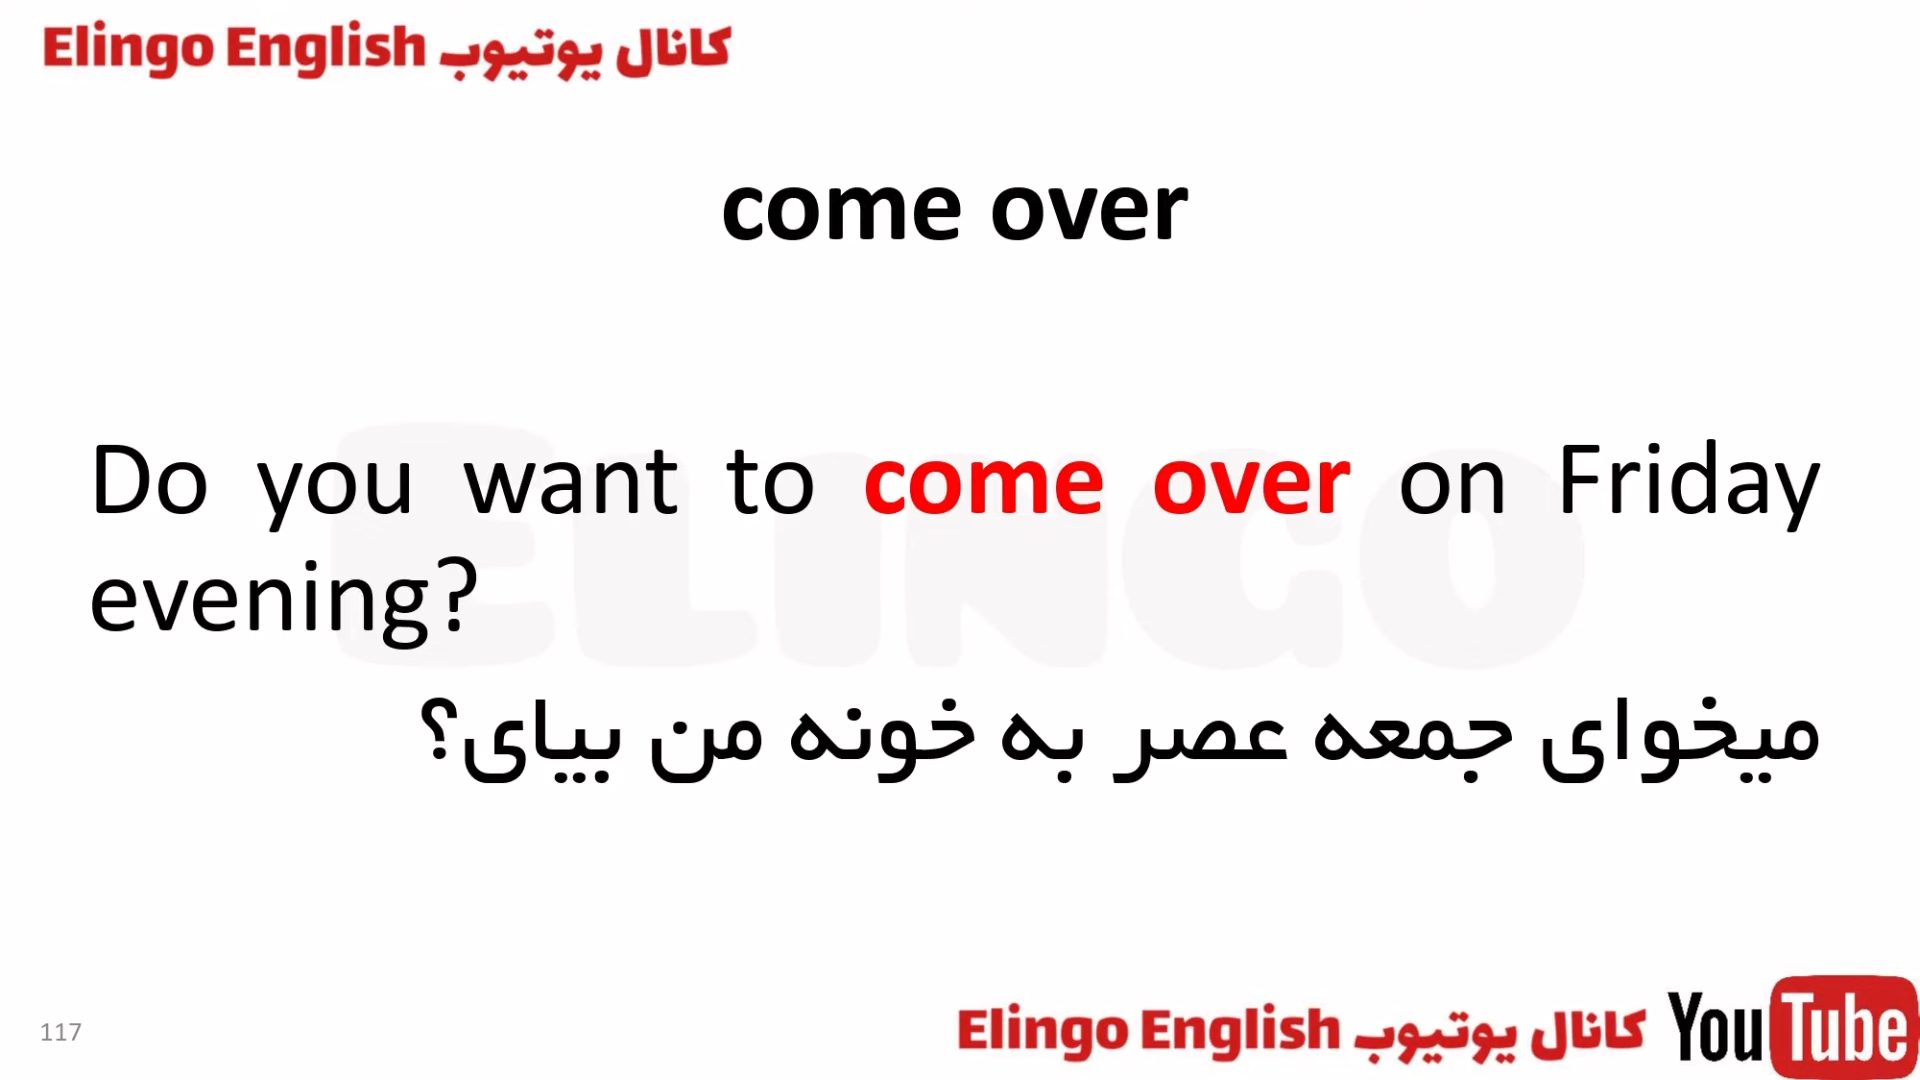 Elingo English کانال یوتیوب
come over
Do you want to come over on Friday
evening?
میخوای جمعه عصر به خونه من بیای؟
ELINGO
117
Elingo English کانال یوتیوب YouTube